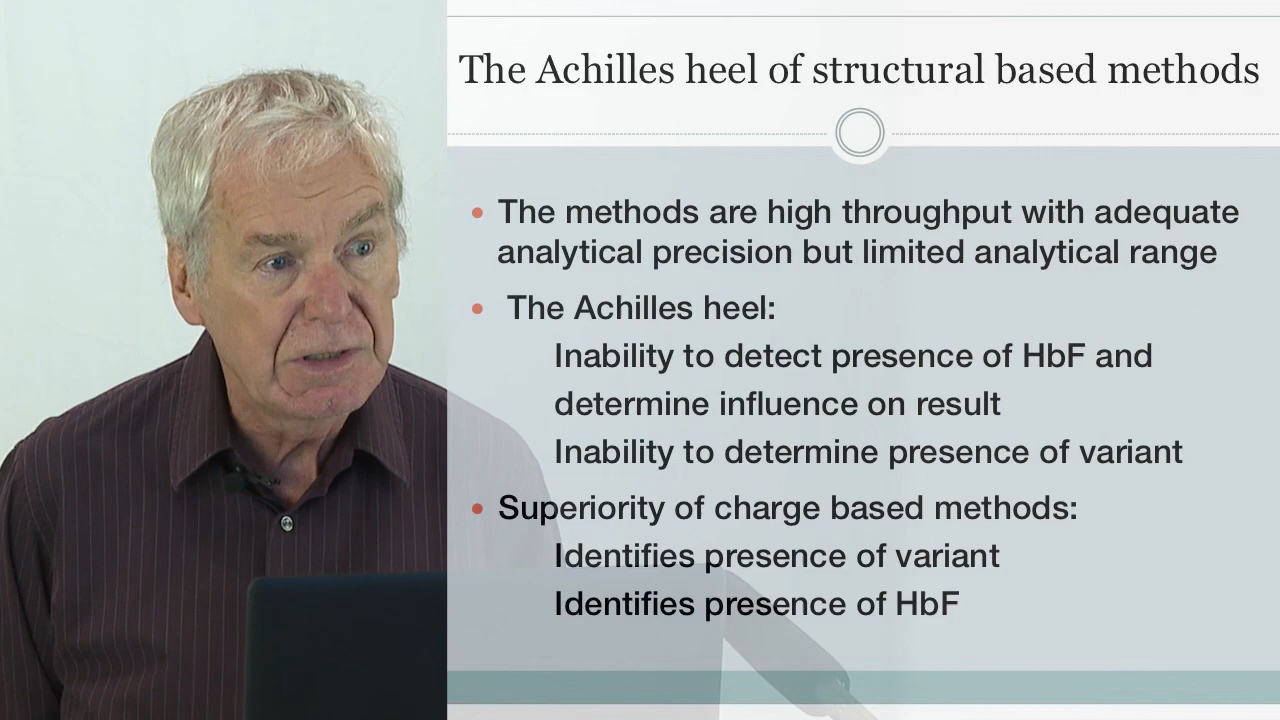 The Achilles heel of structural based methods
• The methods are high throughput with adequate
analytical precision but limited analytical range
• The Achilles heel:
Inability to detect presence of HbF and
determine influence on result
Inability to determine presence of variant
• Superiority of charge based methods:
Identifies presence of variant
Identifies presence of HbF